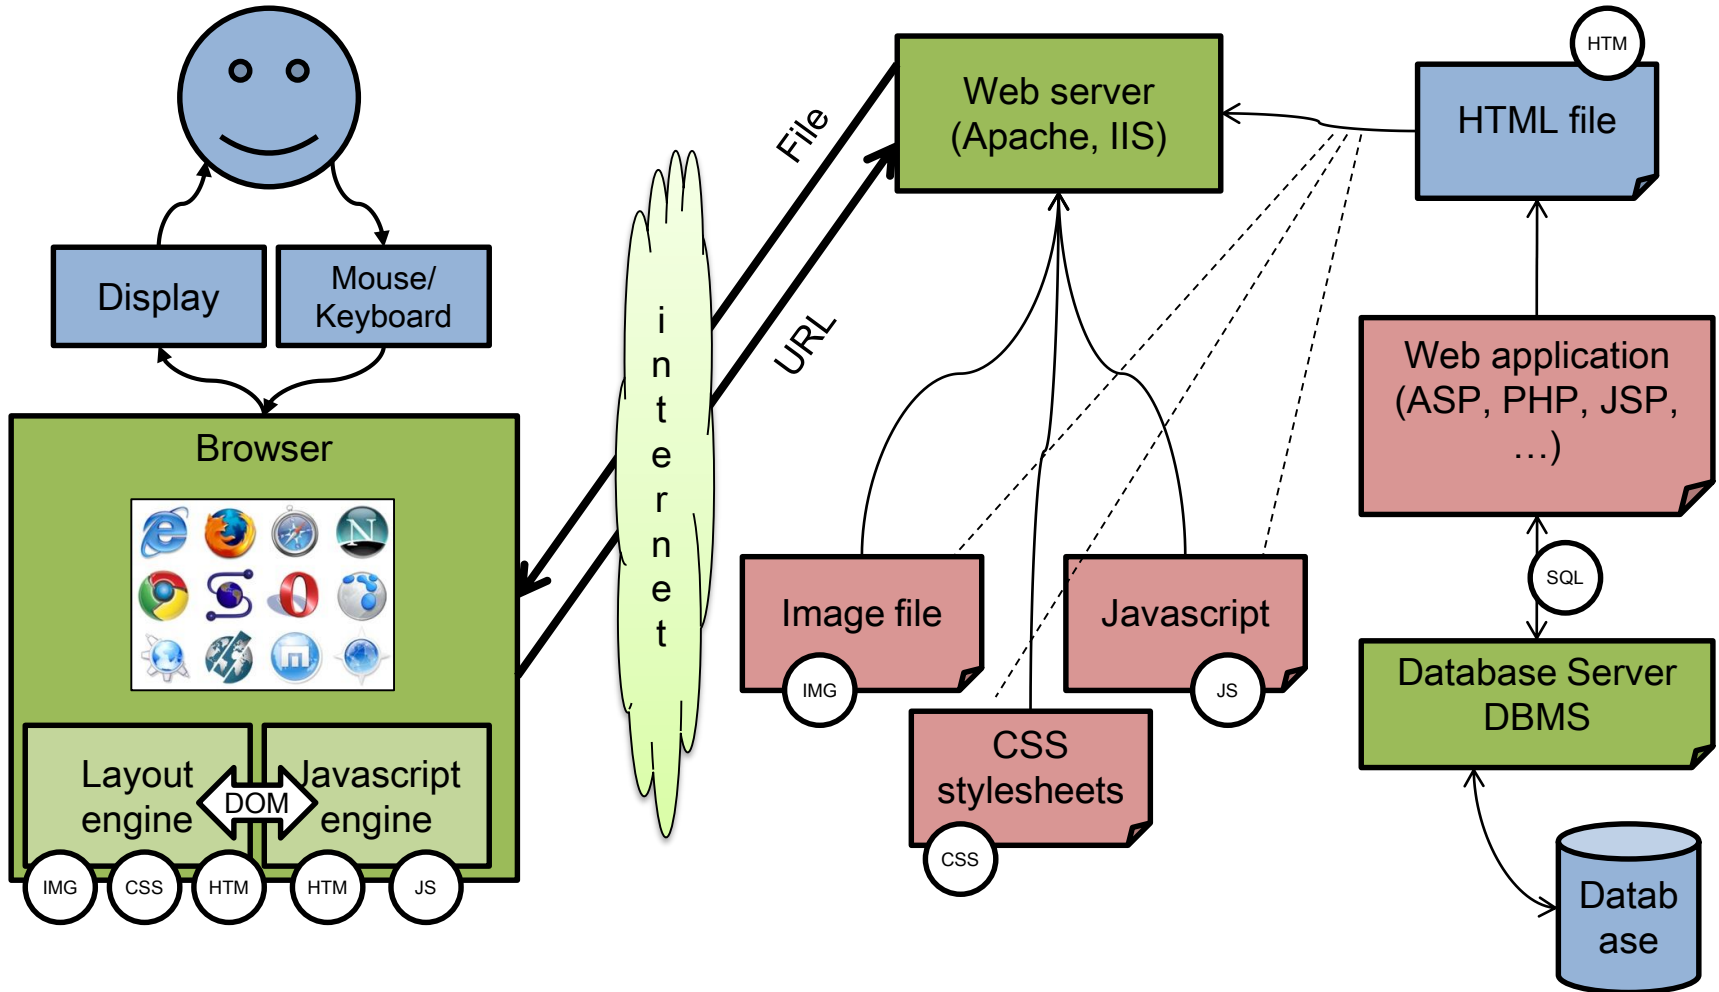 HTM
Web server
(Apache, IIS)
HTML file
File
Display
Mouse/
Keyboard
i
n
t
e
r
n
e
t
URL
Web application
(ASP, PHP, JSP,
…)
Browser
N
m
SQL
Image file
Javascript
IMG
JS
Database Server
DBMS
CSS
stylesheets
CSS
Layout
engine
DOM
Javascript
engine
IMG
CSS
HTM
HTM
JS
Datab
ase